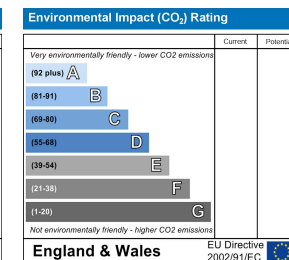 Environmental Impact (CO₂) Rating
Current Potentia
Very environmentally friendly - lower CO2 emissions
(92 plus) A
(81-91) B
(69-80) C
(55-68) D
(39-54) E
(21-38) F
(1-20) G
Not environmentally friendly - higher CO2 emissions
England & Wales
EU Directive
2002/91/EC